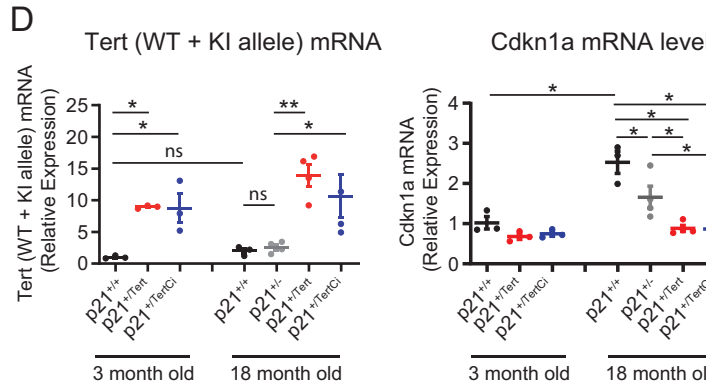 D
Tert (WT + KI allele) mRNA
Tert (WT + KI allele) mRNA
(Relative Expression)
25
20
15
10
5
0
*
*
ns
ns
**
*
p21+/+
p21+/Tert
p21+/TertCi
p21+/+
p21+/-
p21+/Tert
p21+/TertCi
3 month old
18 month old
Cdkn1a mRNA level
Cdkn1a mRNA
(Relative Expression)
4
3
2
1
0
*
*
*
*
*
*
p21+/+
p21+/Tert
p21+/TertCi
p21+/+
p21+/-
p21+/Tert
p21+/TertC
3 month old
18 month old